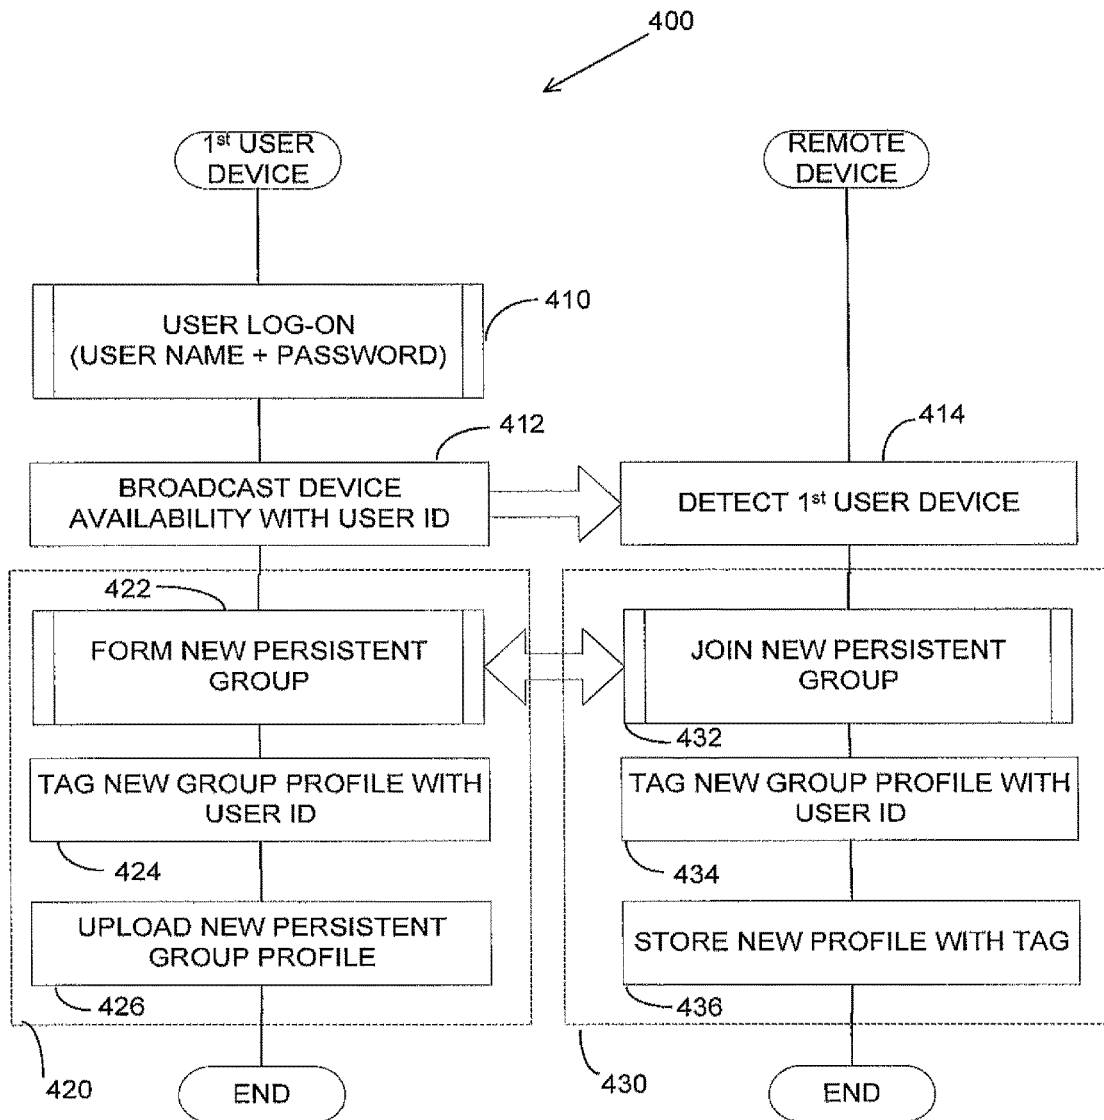 400
1st USER
DEVICE
REMOTE
DEVICE
USER LOG-ON
(USER NAME + PASSWORD)
410
412
414
BROADCAST DEVICE
AVAILABILITY WITH USER ID
DETECT 1st USER DEVICE
422
FORM NEW PERSISTENT
GROUP
JOIN NEW PERSISTENT
GROUP
432
TAG NEW GROUP PROFILE WITH
USER ID
TAG NEW GROUP PROFILE WITH
USER ID
424
434
UPLOAD NEW PERSISTENT
GROUP PROFILE
STORE NEW PROFILE WITH TAG
426
436
420
END
430
END